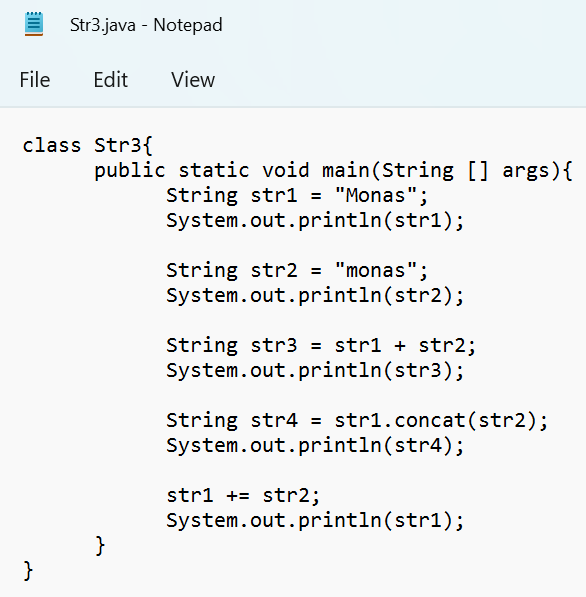 Str3.java - Notepad
File Edit View
class Str3{
public static void main(String [] args){
String str1 = "Monas";
System.out.println(str1);
String str2 = "monas";
System.out.println(str2);
String str3 = str1 + str2;
System.out.println(str3);
String str4 = str1.concat(str2);
System.out.println(str4);
str1 += str2;
System.out.println(str1);
}
}